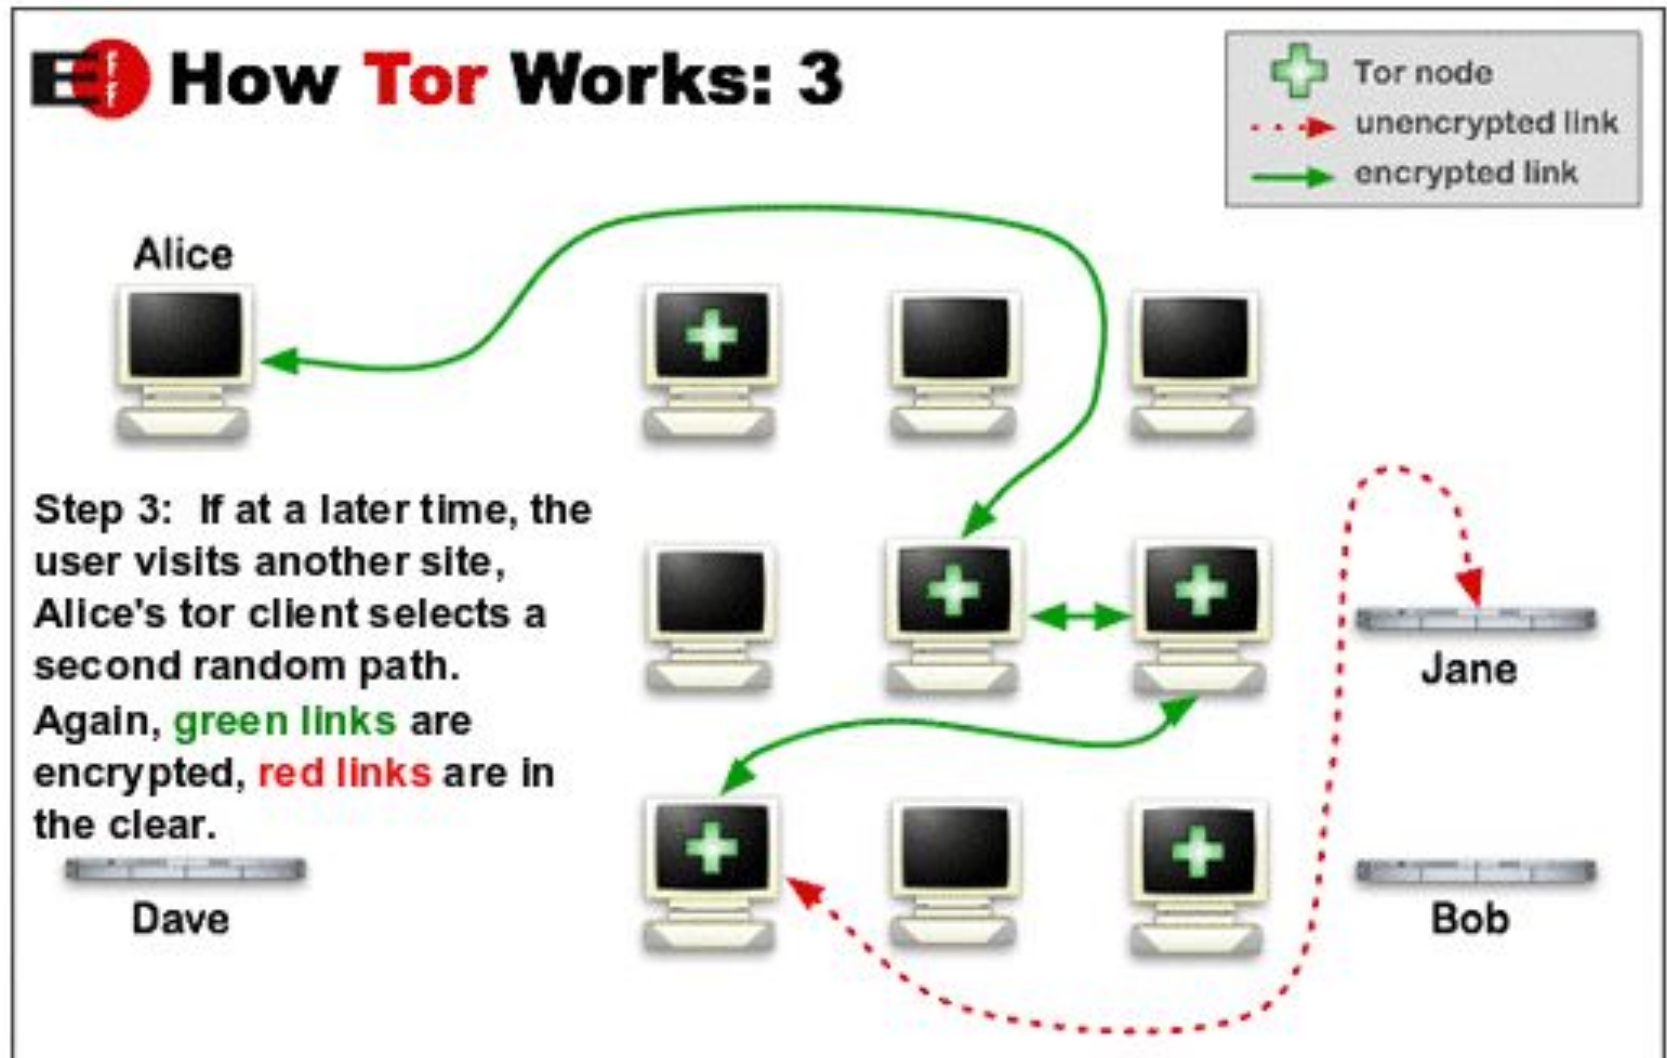 EFF How Tor Works: 3
Tor node
unencrypted link
encrypted link
Alice
Step 3: If at a later time, the
user visits another site,
Alice's tor client selects a
second random path.
Again, green links are
encrypted, red links are in
the clear.
Jane
Dave
Bob